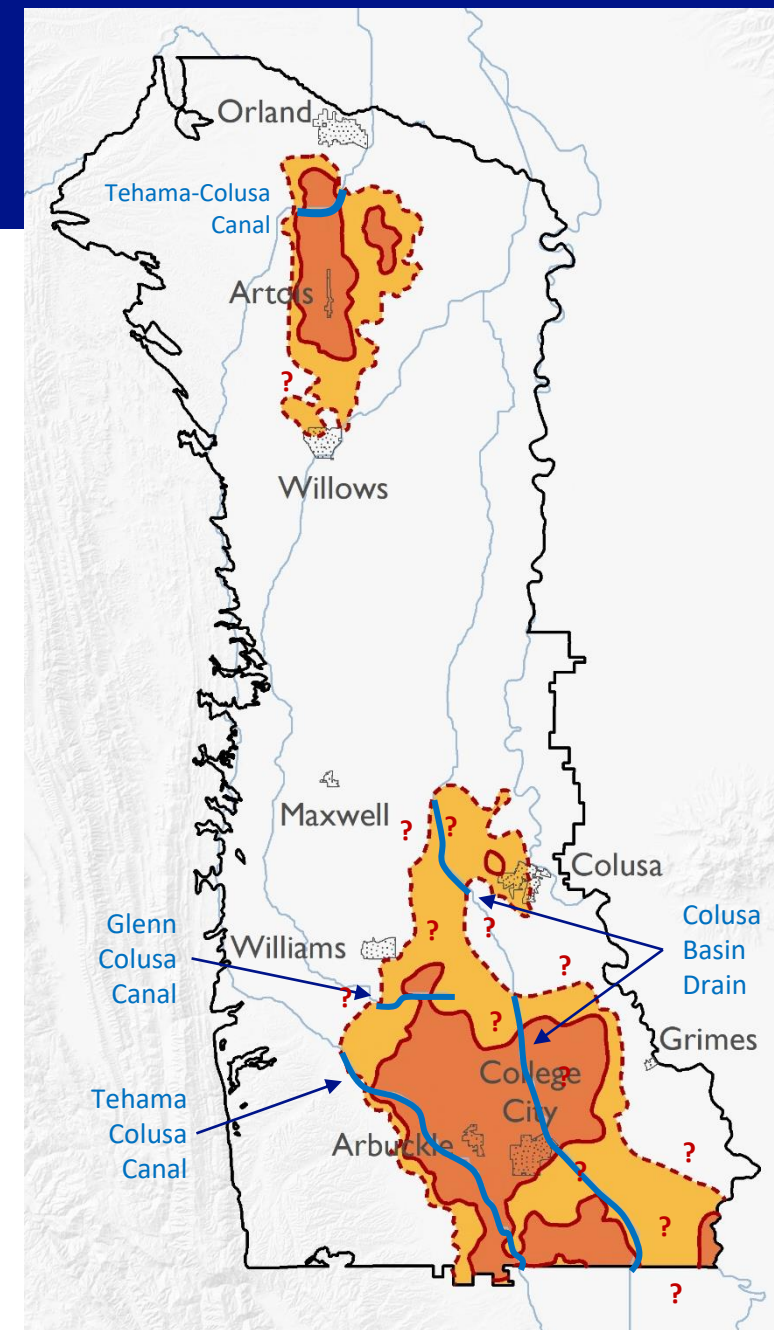 Orland
Tehama-Colusa
Canal
Artois
?
Willows
Maxwell
?
?
Colusa
Glenn
Colusa
Canal
Williams
?
?
Colusa
Basin
Drain
?
?
?
Grimes
College
City
?
Tehama
Colusa
Canal
Arbuckle
?
?
?
?